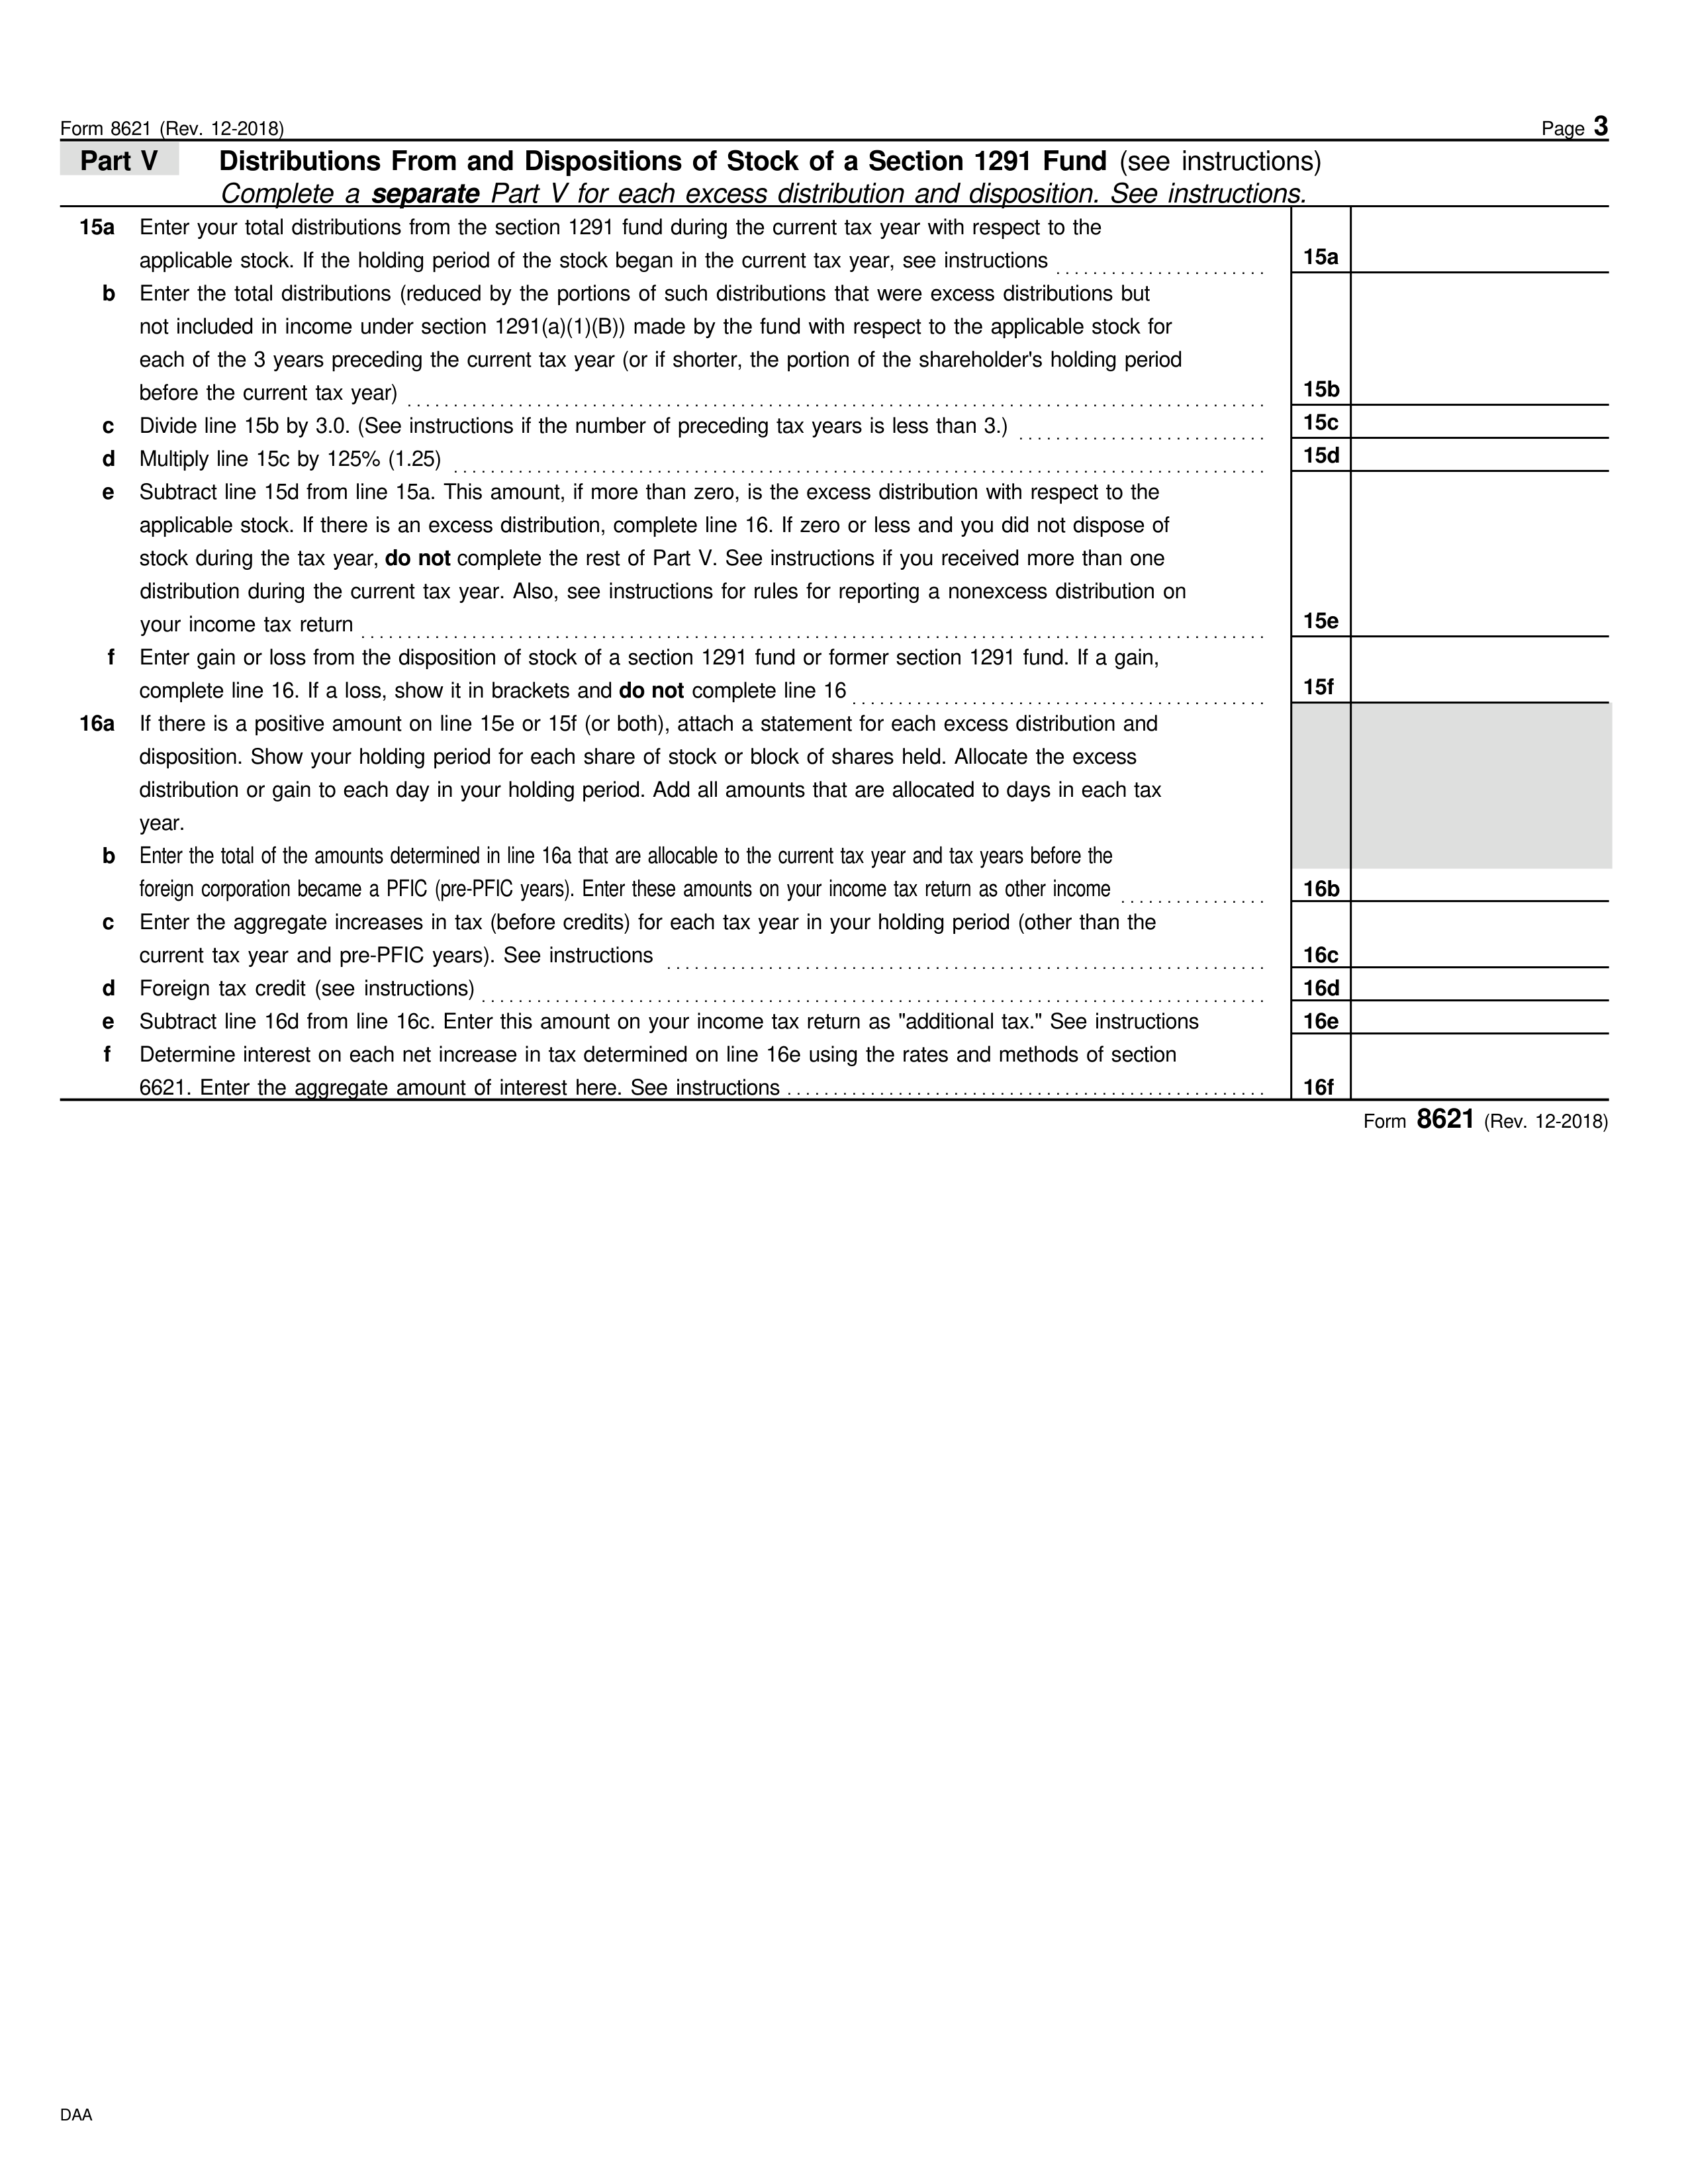 Form 8621 (Rev. 12-2018) Page 3
Part V Distributions From and Dispositions of Stock of a Section 1291 Fund (see instructions)
Complete a separate Part V for each excess distribution and disposition. See instructions.
15a Enter your total distributions from the section 1291 fund during the current tax year with respect to the
applicable stock. If the holding period of the stock began in the current tax year, see instructions 15a
b Enter the total distributions (reduced by the portions of such distributions that were excess distributions but
not included in income under section 1291(a)(1)(B)) made by the fund with respect to the applicable stock for
each of the 3 years preceding the current tax year (or if shorter, the portion of the shareholder's holding period
before the current tax year) 15b
c Divide line 15b by 3.0. (See instructions if the number of preceding tax years is less than 3.) 15c
d Multiply line 15c by 125% (1.25) 15d
e Subtract line 15d from line 15a. This amount, if more than zero, is the excess distribution with respect to the
applicable stock. If there is an excess distribution, complete line 16. If zero or less and you did not dispose of
stock during the tax year, do not complete the rest of Part V. See instructions if you received more than one
distribution during the current tax year. Also, see instructions for rules for reporting a nonexcess distribution on
your income tax return 15e
f Enter gain or loss from the disposition of stock of a section 1291 fund or former section 1291 fund. If a gain,
complete line 16. If a loss, show it in brackets and do not complete line 16 15f
16a If there is a positive amount on line 15e or 15f (or both), attach a statement for each excess distribution and
disposition. Show your holding period for each share of stock or block of shares held. Allocate the excess
distribution or gain to each day in your holding period. Add all amounts that are allocated to days in each tax
year.
b Enter the total of the amounts determined in line 16a that are allocable to the current tax year and tax years before the
foreign corporation became a PFIC (pre-PFIC years). Enter these amounts on your income tax return as other income 16b
c Enter the aggregate increases in tax (before credits) for each tax year in your holding period (other than the
current tax year and pre-PFIC years). See instructions 16c
d Foreign tax credit (see instructions) 16d
e Subtract line 16d from line 16c. Enter this amount on your income tax return as "additional tax." See instructions 16e
f Determine interest on each net increase in tax determined on line 16e using the rates and methods of section
6621. Enter the aggregate amount of interest here. See instructions 16f
Form 8621 (Rev. 12-2018)
DAA